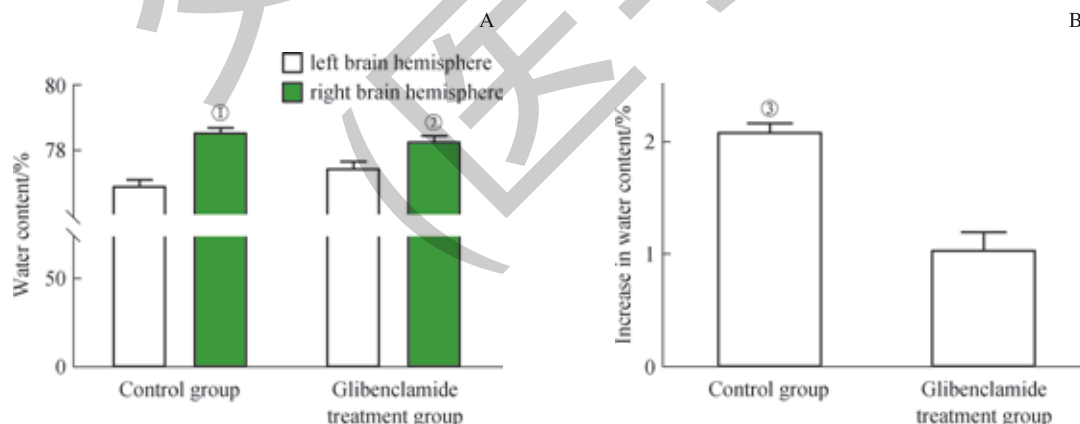 A
left brain hemisphere
right brain hemisphere
80
78
50
0
Water content/%
①
②
Control group
Glibenclamide
treatment group
B
2
1
0
Increase in water content/%
③
Control group
Glibenclamide
treatment group
(医